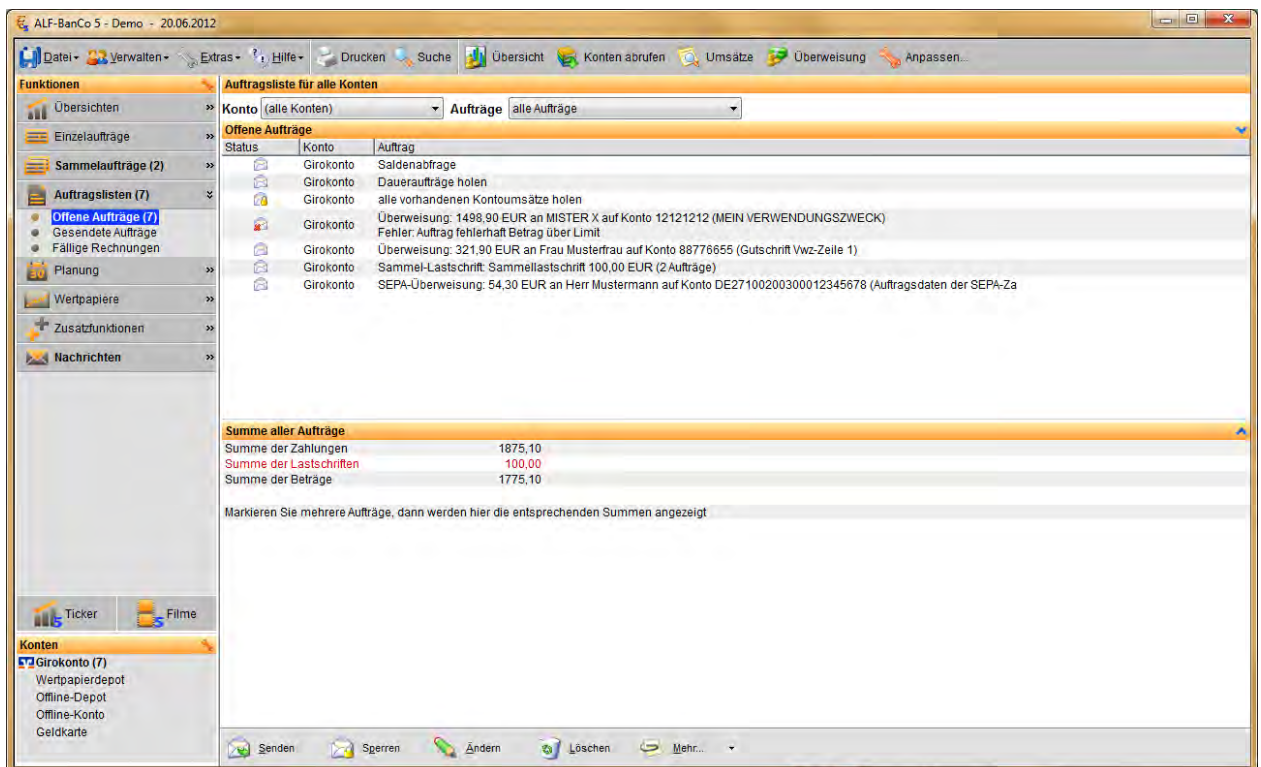 ALF-BanCo 5 - Demo - 20.06.2012
Datei Verwalten Extras Hilfe Drucken Suche Übersicht Konten abrufen Umsätze Überweisung Anpassen...
Funktionen
Übersichten
Einzelaufträge
Sammelaufträge (2)
Auftragslisten (7)
Offene Aufträge (7)
Gesendete Aufträge
Fällige Rechnungen
Planung
Wertpapiere
Zusatzfunktionen
Nachrichten
Ticker Filme
Konten
Girokonto (7)
Wertpapierdepot
Offline-Depot
Offline-Konto
Geldkarte
Auftragsliste für alle Konten
Konto (alle Konten) Aufträge alle Aufträge
Offene Aufträge
Status Konto Auftrag
Girokonto Saldenabfrage
Girokonto Daueraufträge holen
Girokonto alle vorhandenen Kontoumsätze holen
Girokonto Überweisung: 1498,90 EUR an MISTER X auf Konto 12121212 (MEIN VERWENDUNGSZWECK)
Fehler: Auftrag fehlerhaft Betrag über Limit
Girokonto Überweisung: 321,90 EUR an Frau Musterfrau auf Konto 88776655 (Gutschrift Vwz-Zeile 1)
Girokonto Sammel-Lastschrift: Sammellastschrift 100,00 EUR (2 Aufträge)
Girokonto SEPA-Überweisung: 54,30 EUR an Herr Mustermann auf Konto DE27100200300012345678 (Auftragsdaten der SEPA-Za
Summe aller Aufträge
Summe der Zahlungen 1875,10
Summe der Lastschriften 100,00
Summe der Beträge 1775,10
Markieren Sie mehrere Aufträge, dann werden hier die entsprechenden Summen angezeigt
Senden Sperren Ändern Löschen Mehr...